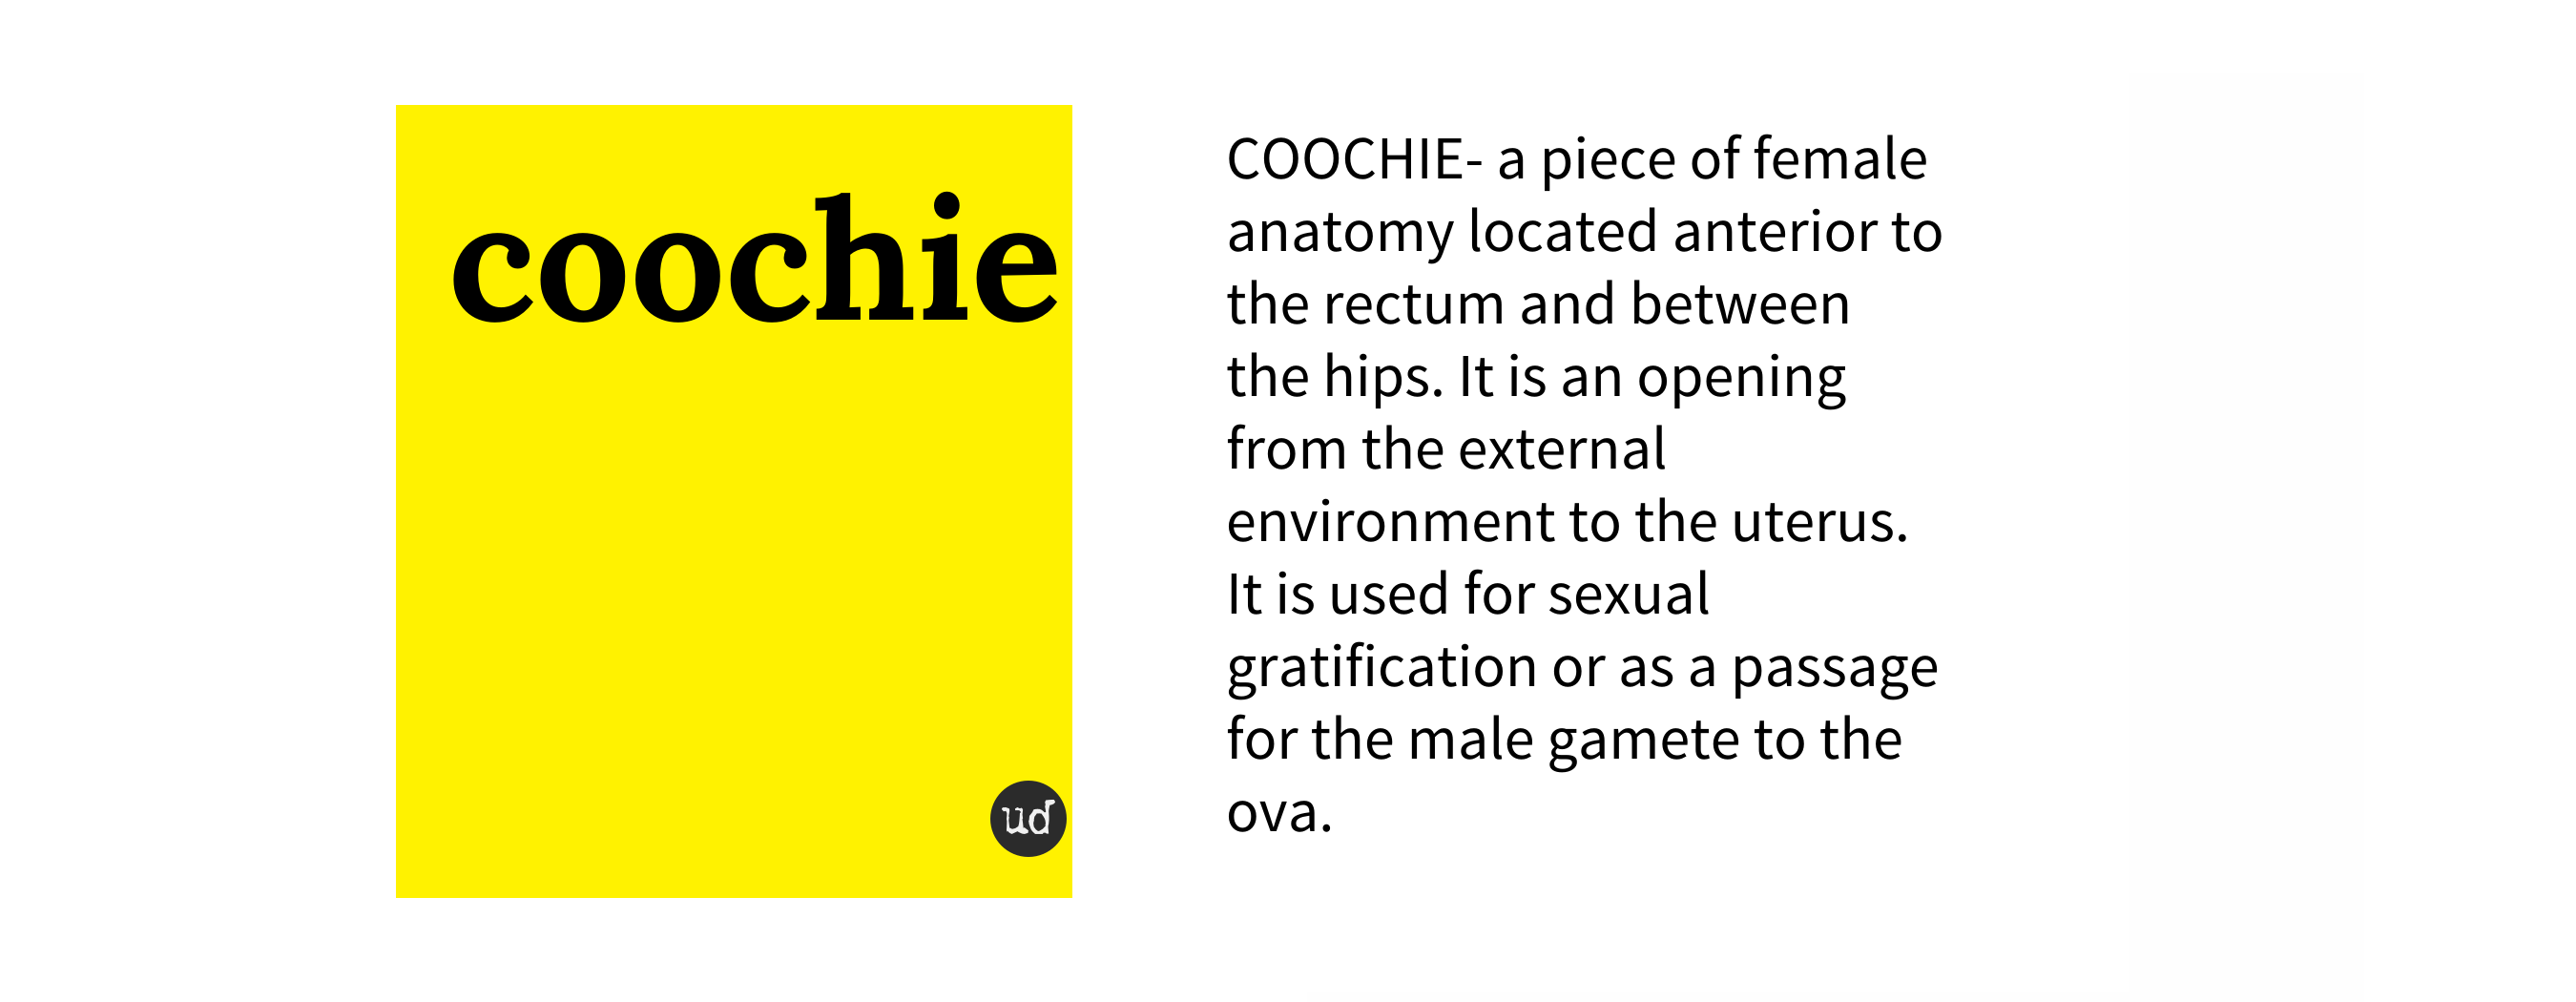 coochie
ud
COOCHIE- a piece of female
anatomy located anterior to
the rectum and between
the hips. It is an opening
from the external
environment to the uterus.
It is used for sexual
gratification or as a passage
for the male gamete to the
ova.